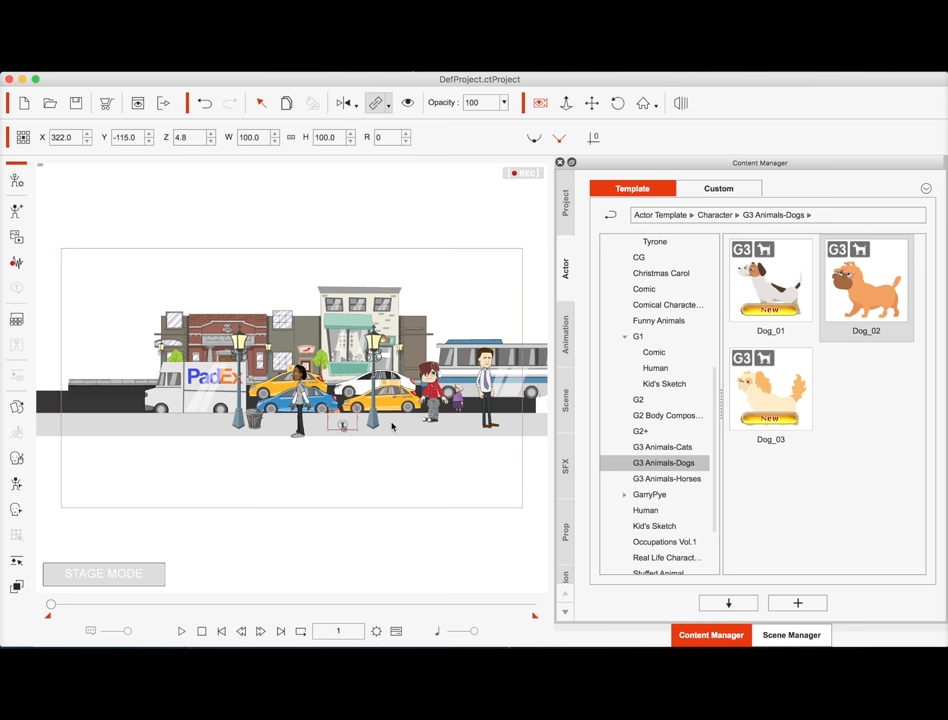 DefProject.ctProject
Opacity : 100
X 322.0 Y -115.0 Z 4.8 W 100.0 H 100.0 R 0
REC
PadEx
STAGE MODE
1
Content Manager
Project
Actor
Animation
Scene
SFX
Prop
Template
Custom
Actor Template ▸ Character ▸ G3 Animals-Dogs ▸
Tyrone
CG
Christmas Carol
Comic
Comical Characte...
Funny Animals
G1
Comic
Human
Kid's Sketch
G2
G2 Body Compos...
G2+
G3 Animals-Cats
G3 Animals-Dogs
G3 Animals-Horses
GarryPye
Human
Kid's Sketch
Occupations Vol.1
Real Life Charact...
Stuffed Animal
G3
New
Dog_01
G3
Dog_02
G3
New
Dog_03
Content Manager
Scene Manager